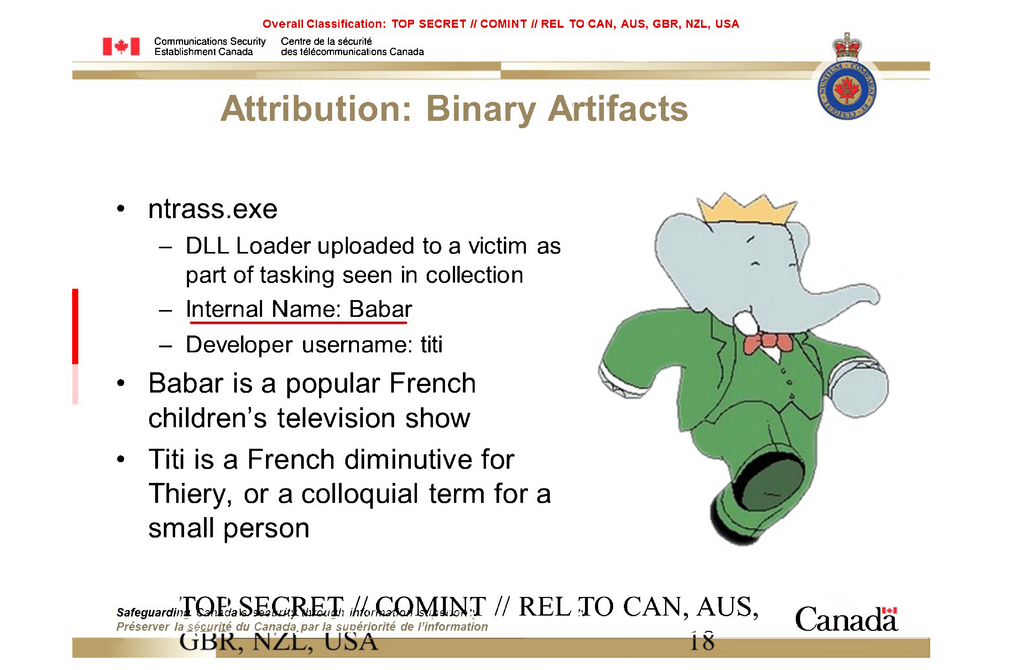 Overall Classification: TOP SECRET // COMINT // REL TO CAN, AUS, GBR, NZL, USA
Communications Security
Establishment Canada
Centre de la sécurité
des télécommunications Canada
Attribution: Binary Artifacts
• ntrass.exe
– DLL Loader uploaded to a victim as
part of tasking seen in collection
– Internal Name: Babar
– Developer username: titi
• Babar is a popular French
children's television show
• Titi is a French diminutive for
Thiery, or a colloquial term for a
small person
TOP SECRET // COMINT // REL TO CAN, AUS,
GBR, NZL, USA
18
Safeguarding Canada's security through information
Préserver la sécurité du Canada par la supériorité de l'information
Canada